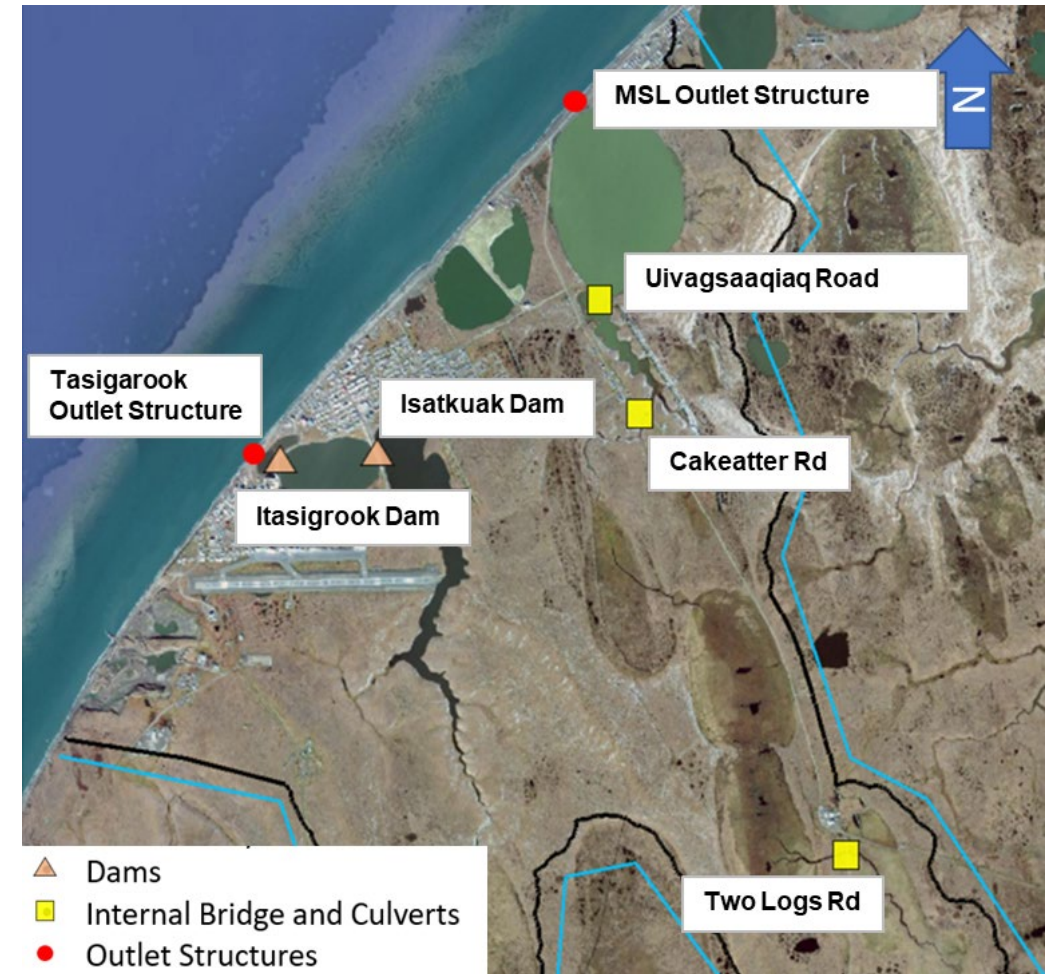 MSL Outlet Structure
N
Uivagsaaqiaq Road
Tasigarook
Outlet Structure
Isatkuak Dam
Cakeatter Rd
Itasigrook Dam
Two Logs Rd
Dams
Internal Bridge and Culverts
Outlet Structures